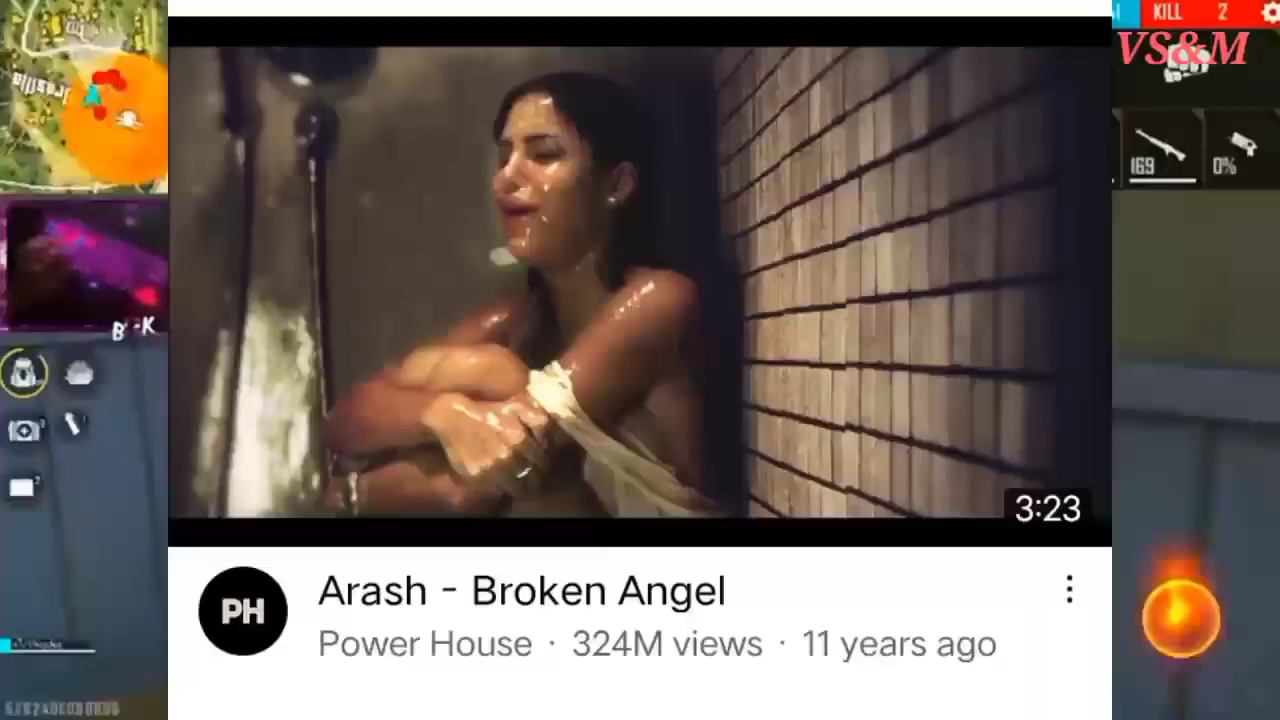 KILL 2
VS&M
169
0%
B -K
3:23
PH
Arash - Broken Angel
Power House · 324M views · 11 years ago